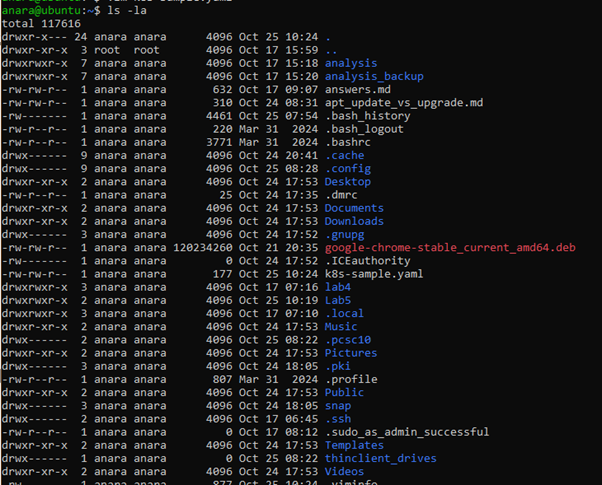 anara@ubuntu:~$ ls -la
total 117616
drwxr-x--- 24 anara anara 4096 Oct 25 10:24 .
drwxr-xr-x 3 root root 4096 Oct 17 15:59 ..
drwxrwxr-x 7 anara anara 4096 Oct 17 15:18 analysis
drwxrwxr-x 7 anara anara 4096 Oct 17 15:20 analysis_backup
-rw-rw-r-- 1 anara anara 632 Oct 17 09:07 answers.md
-rw-rw-r-- 1 anara anara 310 Oct 24 08:31 apt_update_vs_upgrade.md
-rw------- 1 anara anara 4461 Oct 25 07:54 .bash_history
-rw-r--r-- 1 anara anara 220 Mar 31 2024 .bash_logout
-rw-r--r-- 1 anara anara 3771 Mar 31 2024 .bashrc
drwx------ 9 anara anara 4096 Oct 24 20:41 .cache
drwx------ 9 anara anara 4096 Oct 25 08:28 .config
drwxr-xr-x 2 anara anara 4096 Oct 24 17:53 Desktop
-rw-r--r-- 1 anara anara 25 Oct 24 17:35 .dmrc
drwxr-xr-x 2 anara anara 4096 Oct 24 17:53 Documents
drwxr-xr-x 2 anara anara 4096 Oct 24 17:53 Downloads
drwx------ 3 anara anara 4096 Oct 24 17:52 .gnupg
-rw-rw-r-- 1 anara anara 120234260 Oct 21 20:35 google-chrome-stable_current_amd64.deb
-rw------- 1 anara anara 0 Oct 24 17:52 .ICEauthority
-rw-rw-r-- 1 anara anara 177 Oct 25 10:24 k8s-sample.yaml
drwxrwxr-x 3 anara anara 4096 Oct 17 07:16 lab4
drwxrwxr-x 2 anara anara 4096 Oct 25 10:19 Lab5
drwxrwxr-x 3 anara anara 4096 Oct 17 07:10 .local
drwxr-xr-x 2 anara anara 4096 Oct 24 17:53 Music
drwx------ 2 anara anara 4096 Oct 25 08:22 .pcsc10
drwxr-xr-x 2 anara anara 4096 Oct 24 17:53 Pictures
drwx------ 3 anara anara 4096 Oct 24 18:05 .pki
-rw-r--r-- 1 anara anara 807 Mar 31 2024 .profile
drwxr-xr-x 2 anara anara 4096 Oct 24 17:53 Public
drwx------ 3 anara anara 4096 Oct 24 18:05 snap
drwx------ 2 anara anara 4096 Oct 17 06:45 .ssh
-rw-r--r-- 1 anara anara 0 Oct 17 08:12 .sudo_as_admin_successful
drwxr-xr-x 2 anara anara 4096 Oct 24 17:53 Templates
drwxr-xr-x 2 anara anara 0 Oct 25 08:22 thinclient_drives
drwxr-xr-x 2 anara anara 4096 Oct 24 17:53 Videos
1 anara anara 877 Oct 25 10:24 .viminfo